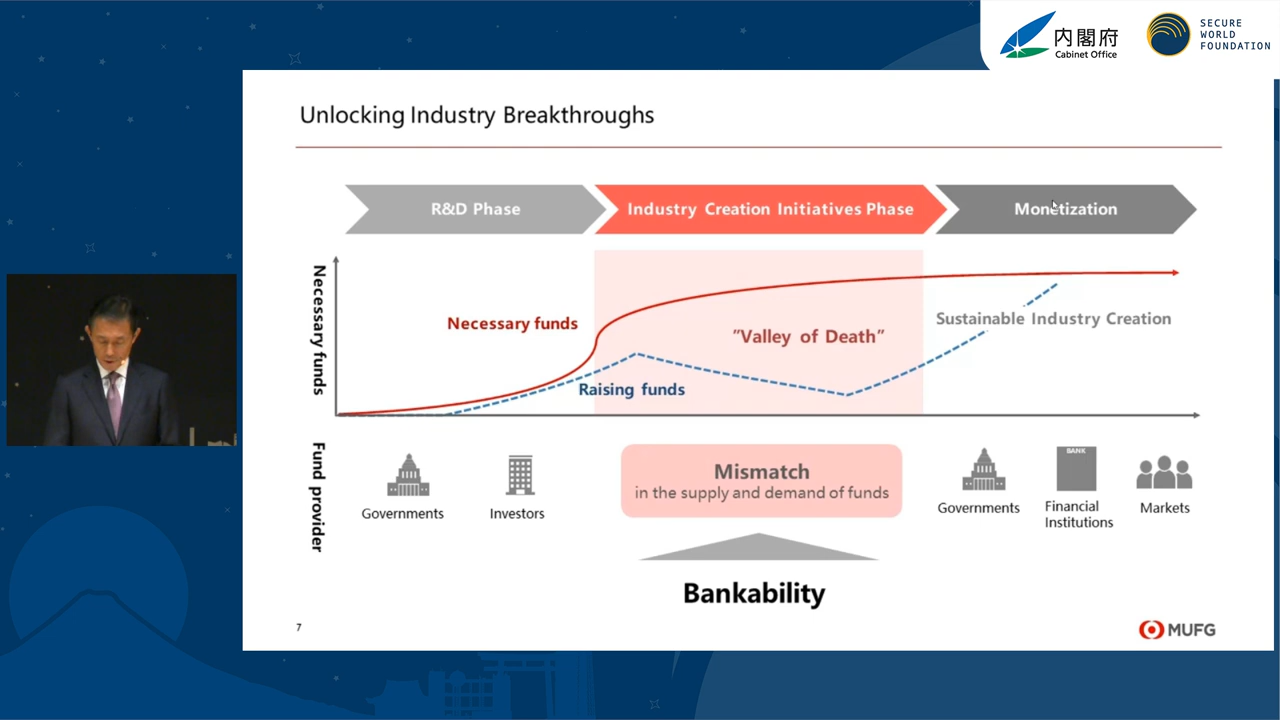 内閣府
Cabinet Office
SECURE
WORLD
FOUNDATION
Unlocking Industry Breakthroughs
R&D Phase
Industry Creation Initiatives Phase
Monetization
Necessary funds
Necessary funds
"Valley of Death"
Sustainable Industry Creation
Raising funds
Fund provider
Governments
Investors
Mismatch
in the supply and demand of funds
Governments
BANK
Financial
Institutions
Markets
Bankability
7
MUFG